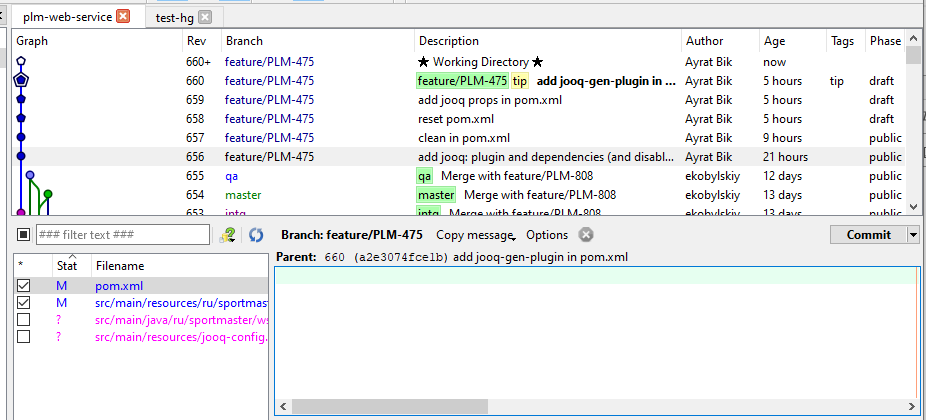 plm-web-service test-hg
Graph Rev Branch Description Author Age Tags Phase
660+ feature/PLM-475 ★ Working Directory ★ Ayrat Bik now
660 feature/PLM-475 feature/PLM-475 tip add jooq-gen-plugin in ... Ayrat Bik 5 hours tip draft
659 feature/PLM-475 add jooq props in pom.xml Ayrat Bik 5 hours draft
658 feature/PLM-475 reset pom.xml Ayrat Bik 5 hours draft
657 feature/PLM-475 clean in pom.xml Ayrat Bik 9 hours public
656 feature/PLM-475 add jooq: plugin and dependencies (and disabl... Ayrat Bik 21 hours public
655 qa qa Merge with feature/PLM-808 ekobylskiy 12 days public
654 master master Merge with feature/PLM-808 ekobylskiy 13 days public
653 intg intg Merge with feature/PLM-808 ekobylskiy 13 days public
### filter text ### Branch: feature/PLM-475 Copy message Options Commit
* Stat Filename
Parent: 660 (a2e3074fce1b) add jooq-gen-plugin in pom.xml
M pom.xml
M src/main/resources/ru/sportmas
? src/main/java/ru/sportmaster/ws
? src/main/resources/jooq-config.